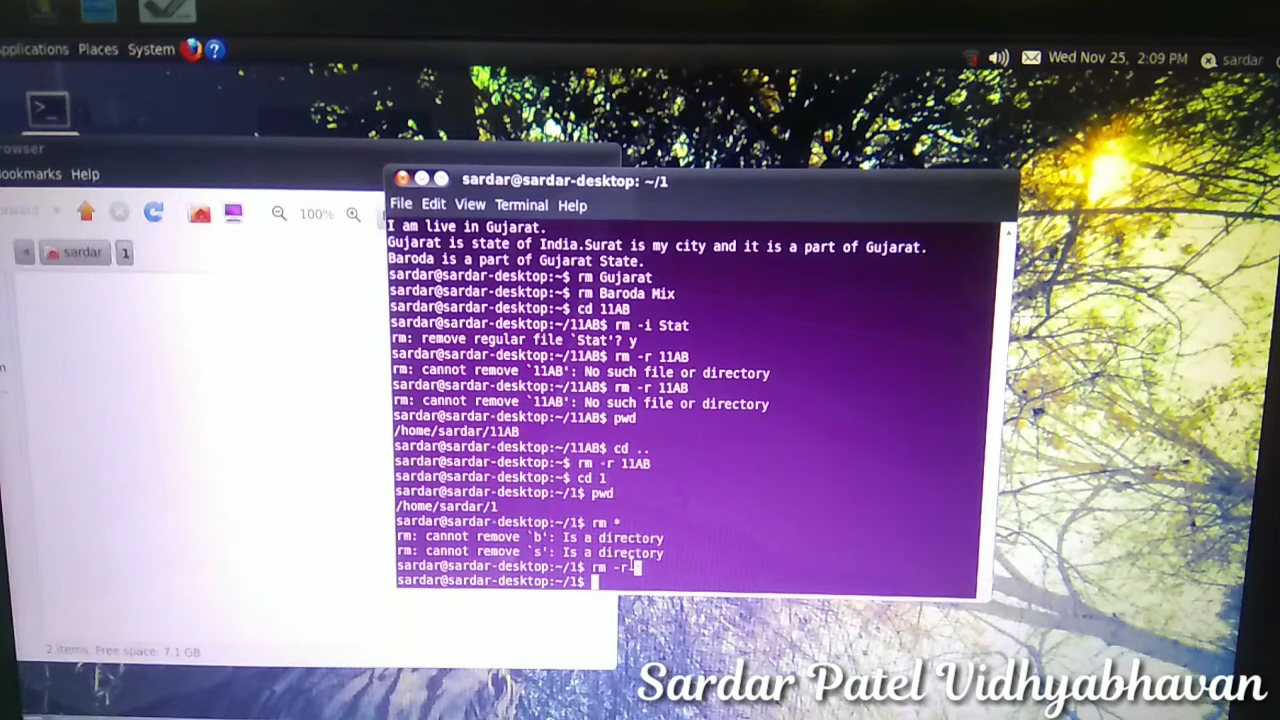 Applications Places System
Wed Nov 25, 2:09 PM sardar
Help
100%
sardar 1
2 items, Free space: 7.1 GB
sardar@sardar-desktop: ~/1
File Edit View Terminal Help
I am live in Gujarat.
Gujarat is state of India.Surat is my city and it is a part of Gujarat.
Baroda is a part of Gujarat State.
sardar@sardar-desktop:~$ rm Gujarat
sardar@sardar-desktop:~$ rm Baroda Mix
sardar@sardar-desktop:~$ cd 11AB
sardar@sardar-desktop:~/11AB$ rm -i Stat
rm: remove regular file `Stat'? y
sardar@sardar-desktop:~/11AB$ rm -r 11AB
rm: cannot remove `11AB': No such file or directory
sardar@sardar-desktop:~/11AB$ rm -r 11AB
rm: cannot remove `11AB': No such file or directory
sardar@sardar-desktop:~/11AB$ pwd
/home/sardar/11AB
sardar@sardar-desktop:~/11AB$ cd ..
sardar@sardar-desktop:~$ rm -r 11AB
sardar@sardar-desktop:~$ cd 1
sardar@sardar-desktop:~/1$ pwd
/home/sardar/1
sardar@sardar-desktop:~/1$ rm *
rm: cannot remove `b': Is a directory
rm: cannot remove `s': Is a directory
sardar@sardar-desktop:~/1$ rm -r
sardar@sardar-desktop:~/1$
Sardar Patel Vidhyabhavan